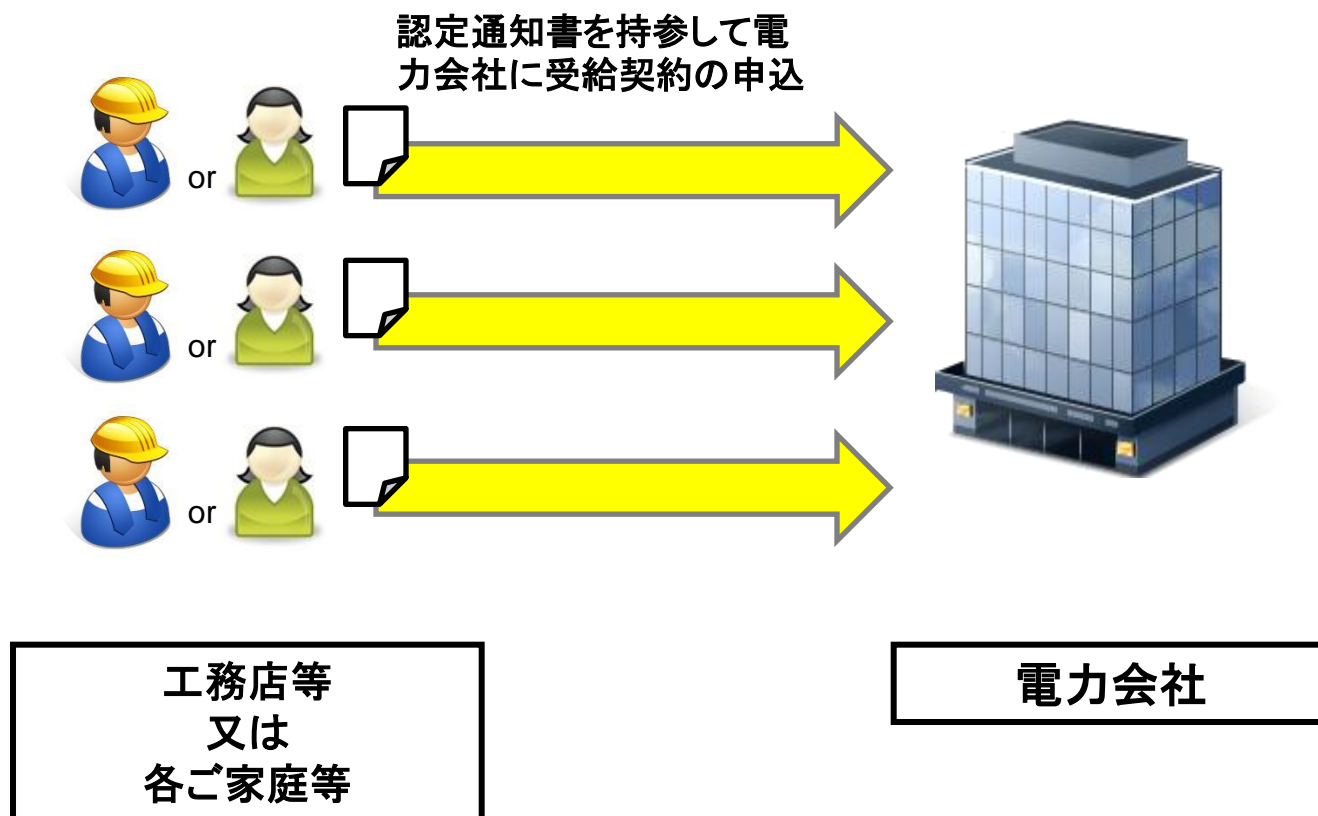 認定通知書を持参して電
力会社に受給契約の申込
or
or
or
工務店等
又は
各ご家庭等
電力会社